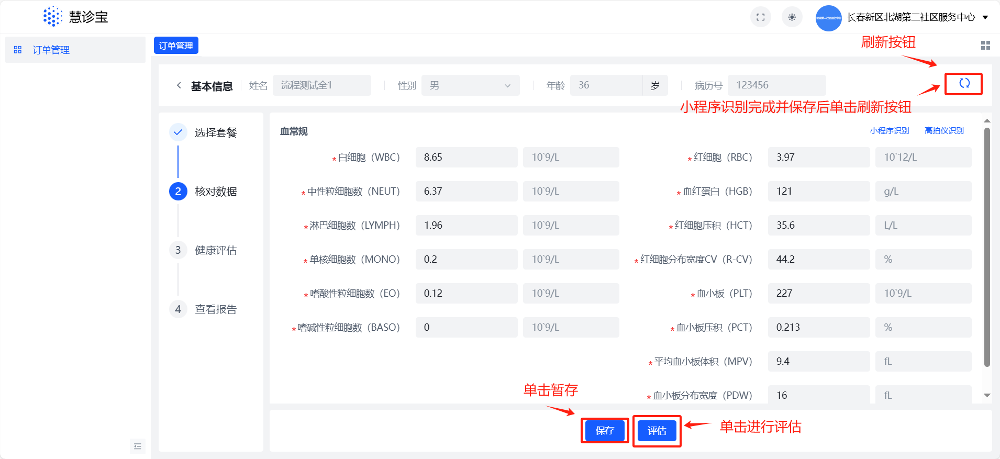 慧诊宝
北湖第二社区服务中心
长春新区北湖第二社区服务中心
订单管理
订单管理
刷新按钮
基本信息
姓名 流程测试全1
性别 男
年龄 36 岁
病历号 123456
小程序识别完成并保存后单击刷新按钮
选择套餐
2 核对数据
3 健康评估
4 查看报告
血常规
小程序识别 高拍仪识别
*白细胞（WBC） 8.65 10`9/L
*红细胞（RBC） 3.97 10`12/L
*中性粒细胞数（NEUT） 6.37 10`9/L
*血红蛋白（HGB） 121 g/L
*淋巴细胞数（LYMPH） 1.96 10`9/L
*红细胞压积（HCT） 35.6 L/L
*单核细胞数（MONO） 0.2 10`9/L
*红细胞分布宽度CV（R-CV） 44.2 %
*嗜酸性粒细胞数（EO） 0.12 10`9/L
*血小板（PLT） 227 10`9/L
*嗜碱性粒细胞数（BASO） 0 10`9/L
*血小板压积（PCT） 0.213 %
*平均血小板体积（MPV） 9.4 fL
*血小板分布宽度（PDW） 16 fL
单击暂存
保存
评估
单击进行评估